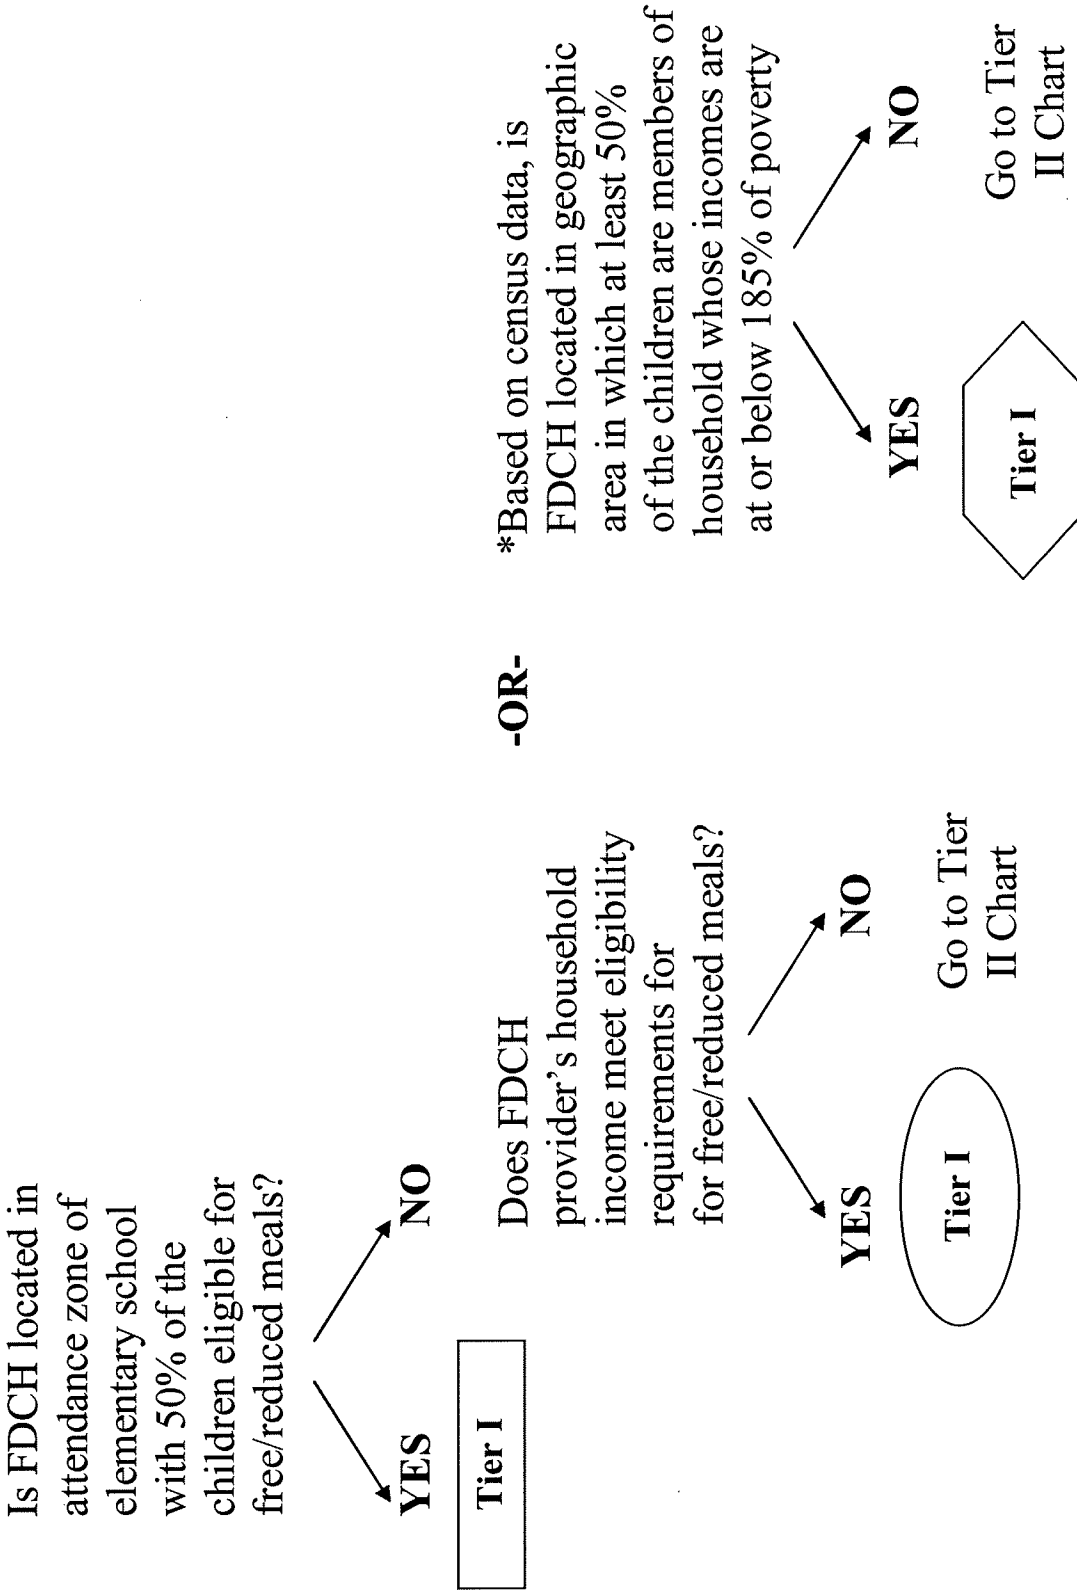 Is FDCH located in
attendance zone of
elementary school
with 50% of the
children eligible for
free/reduced meals?
YES
NO
Tier I
Does FDCH
provider's household
income meet eligibility
requirements for
for free/reduced meals?
YES
NO
Tier I
Go to Tier
II Chart
-OR-
*Based on census data, is
FDCH located in geographic
area in which at least 50%
of the children are members of
household whose incomes are
at or below 185% of poverty
YES
NO
Tier I
Go to Tier
II Chart